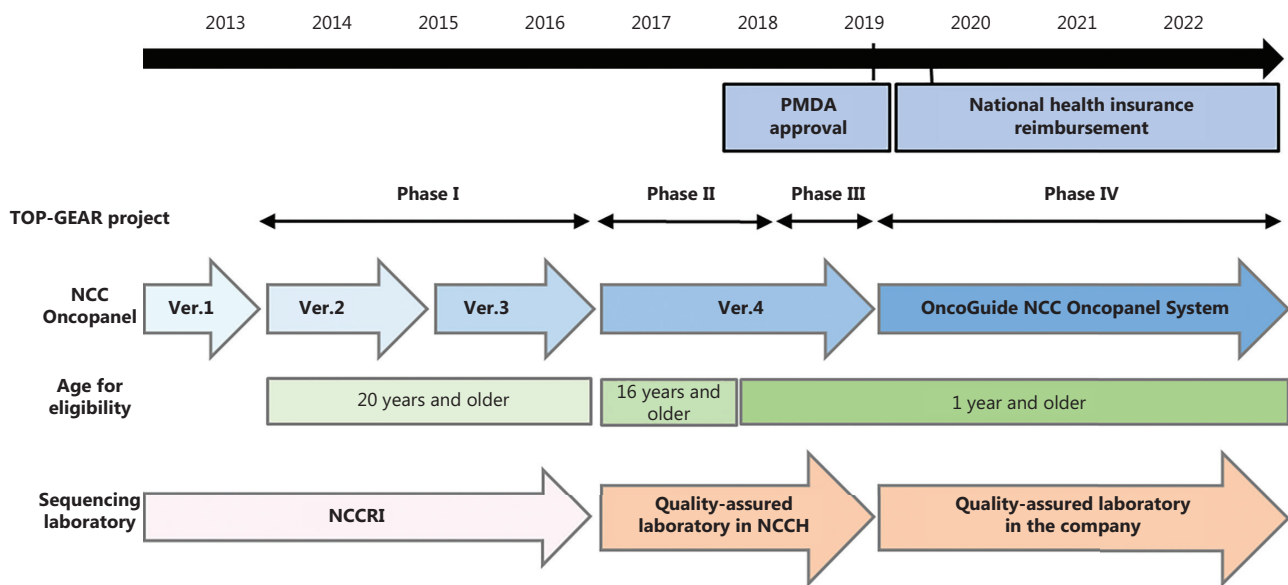 2013 2014 2015 2016 2017 2018 2019 2020 2021 2022
PMDA
approval
National health insurance
reimbursement
TOP-GEAR project
Phase I
Phase II
Phase III
Phase IV
NCC
Oncopanel
Ver.1
Ver.2
Ver.3
Ver.4
OncoGuide NCC Oncopanel System
Age for
eligibility
20 years and older
16 years and
older
1 year and older
Sequencing
laboratory
NCCRI
Quality-assured
laboratory in NCCH
Quality-assured laboratory
in the company